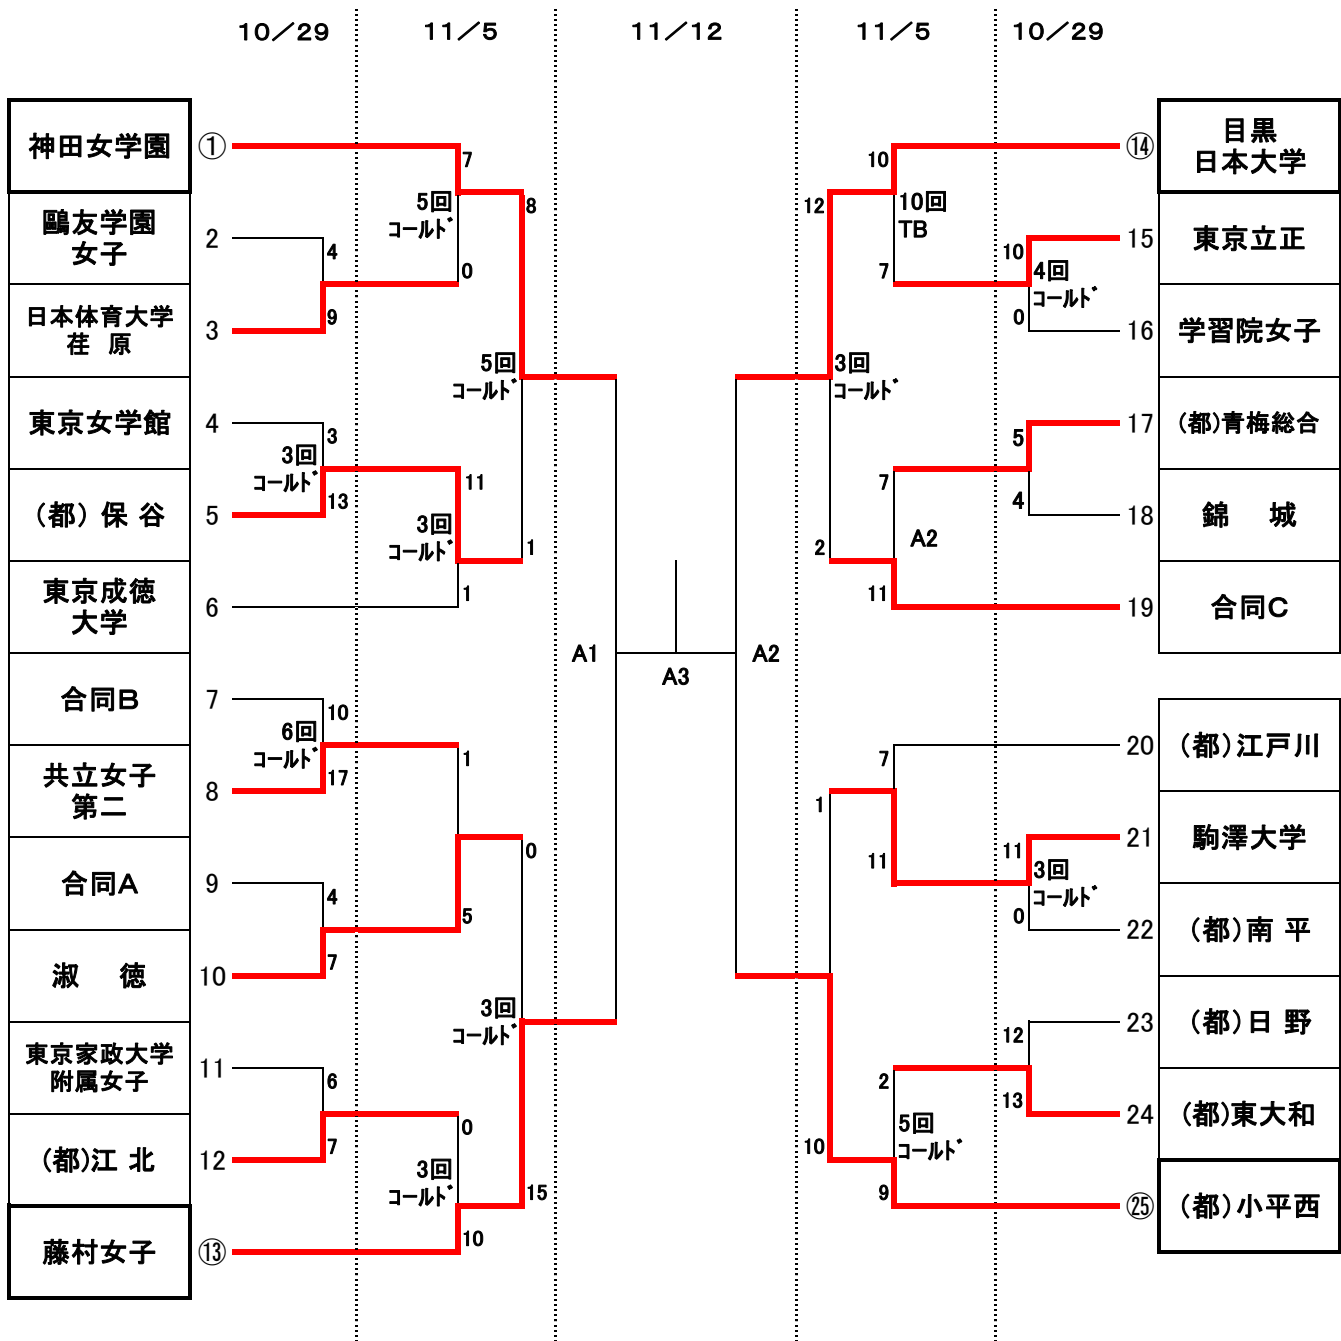 10／29
11／5
11／12
11／5
10／29
神田女学園
①
鷗友学園
女子
2
日本体育大学
荏 原
3
東京女学館
4
（都）保 谷
5
東京成徳
大学
6
合同B
7
共立女子
第二
8
合同A
9
淑 徳
10
東京家政大学
附属女子
11
（都）江 北
12
藤村女子
⑬
4
9
3
3回
コールド
13
10
6回
コールド
17
4
7
6
7
7
5回
コールド
0
11
3回
コールド
1
1
5
0
3回
コールド
10
8
5回
コールド
1
0
3回
コールド
15
A1
A3
A2
12
3回
コールド
2
1
10
10
10回
TB
7
7
A2
11
7
11
2
5回
コールド
9
10
4回
コールド
0
5
4
11
3回
コールド
0
12
13
⑭
目黒
日本大学
15
東京立正
16
学習院女子
17
（都）青梅総合
18
錦 城
19
合同C
20
（都）江戸川
21
駒澤大学
22
（都）南 平
23
（都）日 野
24
（都）東大和
㉕
（都）小平西